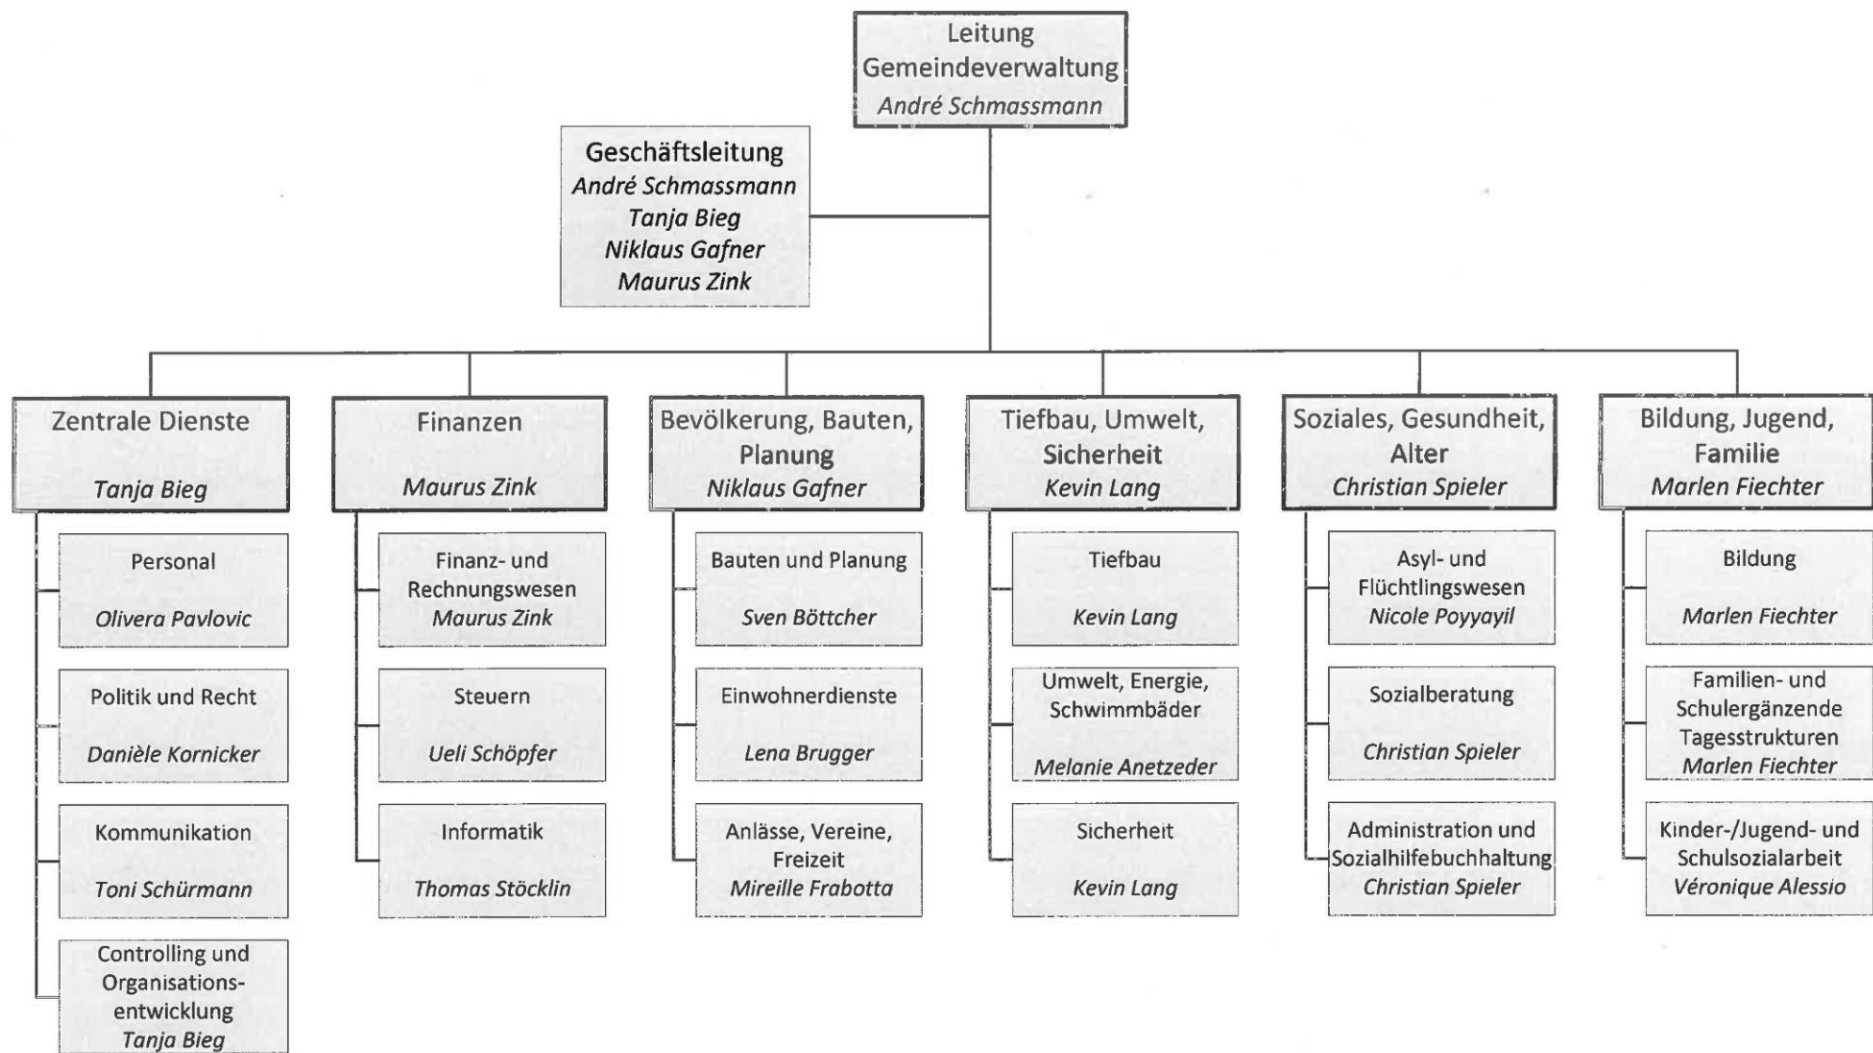 Leitung
Gemeindeverwaltung
André Schmassmann
Geschäftsleitung
André Schmassmann
Tanja Bieg
Niklaus Gafner
Maurus Zink
Zentrale Dienste
Tanja Bieg
Personal
Olivera Pavlovic
Politik und Recht
Danièle Kornicker
Kommunikation
Toni Schürmann
Controlling und
Organisations-
entwicklung
Tanja Bieg
Finanzen
Maurus Zink
Finanz- und
Rechnungswesen
Maurus Zink
Steuern
Ueli Schöpfer
Informatik
Thomas Stöcklin
Bevölkerung, Bauten,
Planung
Niklaus Gafner
Bauten und Planung
Sven Böttcher
Einwohnerdienste
Lena Brugger
Anlässe, Vereine,
Freizeit
Mireille Frabotta
Tiefbau, Umwelt,
Sicherheit
Kevin Lang
Tiefbau
Kevin Lang
Umwelt, Energie,
Schwimmbäder
Melanie Anetzeder
Sicherheit
Kevin Lang
Soziales, Gesundheit,
Alter
Christian Spieler
Asyl- und
Flüchtlingswesen
Nicole Poyyayil
Sozialberatung
Christian Spieler
Administration und
Sozialhilfebuchhaltung
Christian Spieler
Bildung, Jugend,
Familie
Marlen Fiechter
Bildung
Marlen Fiechter
Familien- und
Schulergänzende
Tagesstrukturen
Marlen Fiechter
Kinder-/Jugend- und
Schulsozialarbeit
Véronique Alessio